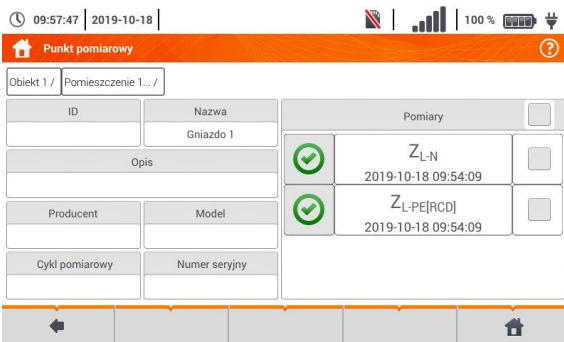 09:57:47 2019-10-18 100 %
Punkt pomiarowy ?
Obiekt 1 / Pomieszczenie 1... /
ID Nazwa Pomiary
Gniazdo 1
Opis
ZL-N
2019-10-18 09:54:09
ZL-PE[RCD]
2019-10-18 09:54:09
Producent Model
Cykl pomiarowy Numer seryjny